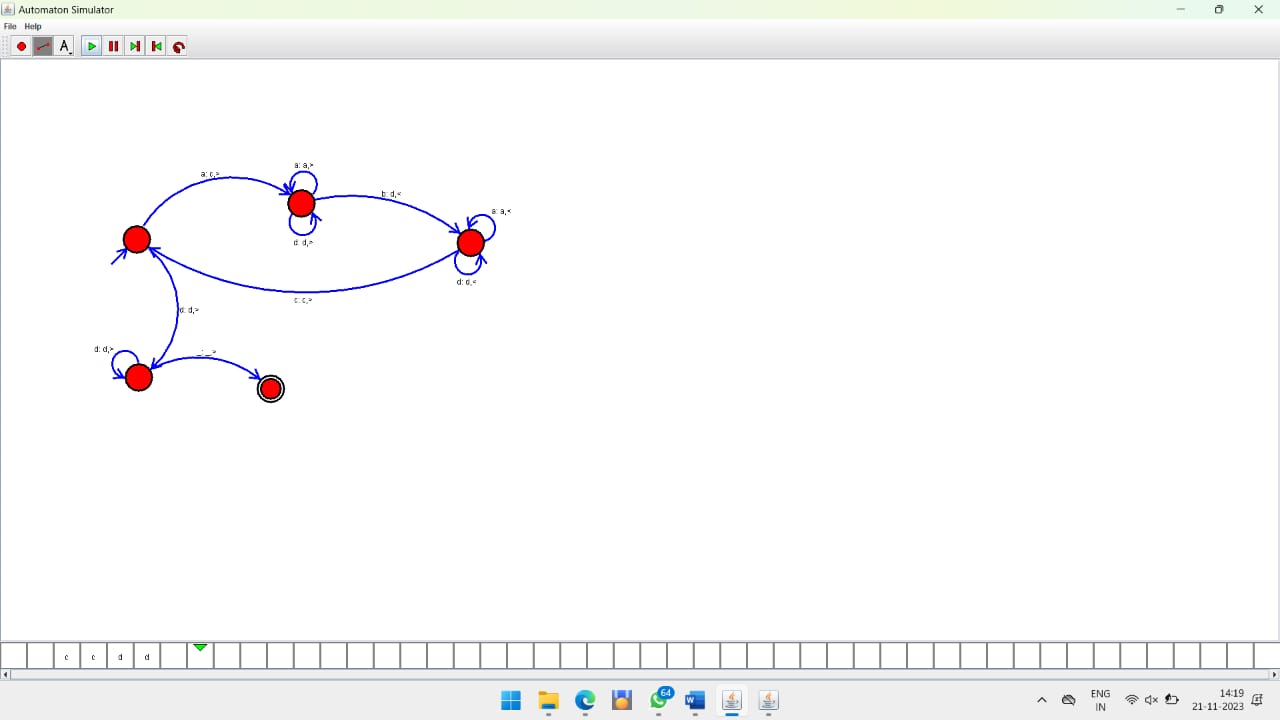 Automaton Simulator
File Help
A
a: a,>
a: c,>
b: d,<
a: a,<
d: d,>
d: d,<
c: c,>
d: d,>
d: d,>
_: _,>
c c d d
64
W
ENG
IN
14:19
21-11-2023